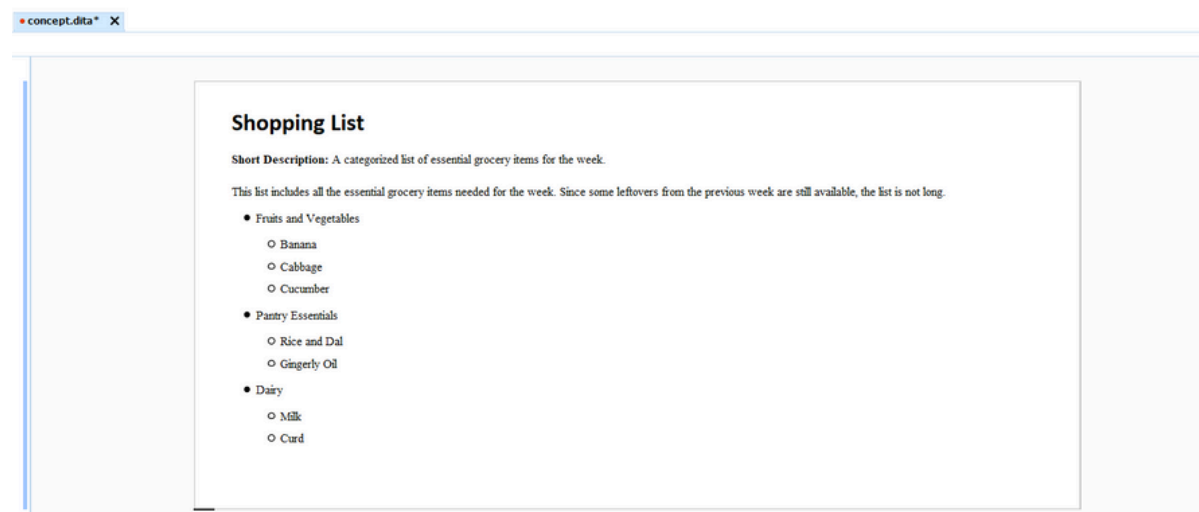 concept.dita*
Shopping List
Short Description: A categorized list of essential grocery items for the week.
This list includes all the essential grocery items needed for the week. Since some leftovers from the previous week are still available, the list is not long.
Fruits and Vegetables
Banana
Cabbage
Cucumber
Pantry Essentials
Rice and Dal
Gingerly Oil
Dairy
Milk
Curd